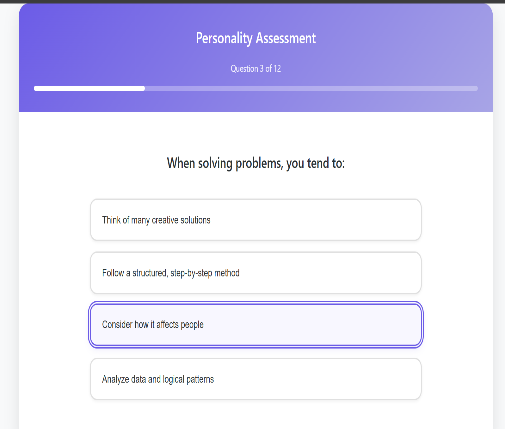 Personality Assessment
Question 3 of 12
When solving problems, you tend to:
Think of many creative solutions
Follow a structured, step-by-step method
Consider how it affects people
Analyze data and logical patterns